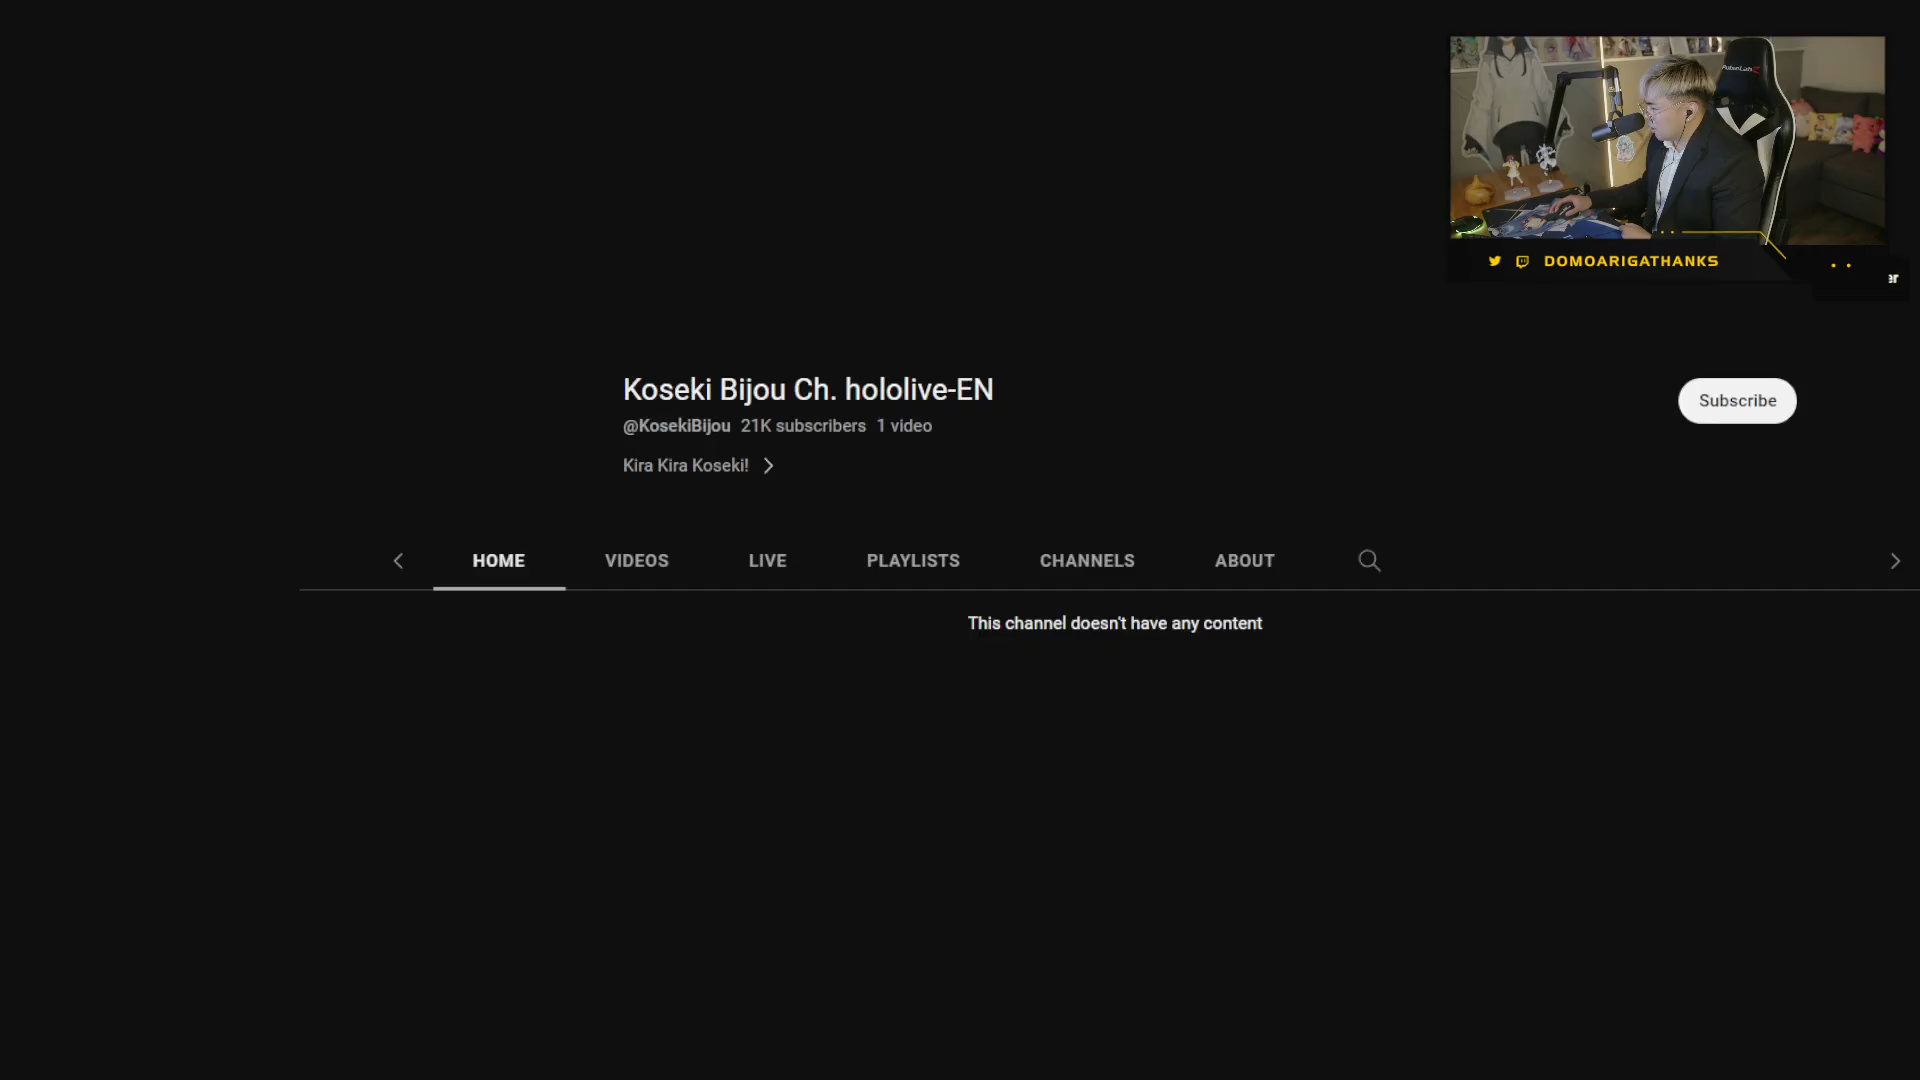 DOMOARIGATHANKS
er
Koseki Bijou Ch. hololive-EN
@KosekiBijou 21K subscribers 1 video
Kira Kira Koseki!
Subscribe
HOME VIDEOS LIVE PLAYLISTS CHANNELS ABOUT
This channel doesn't have any content